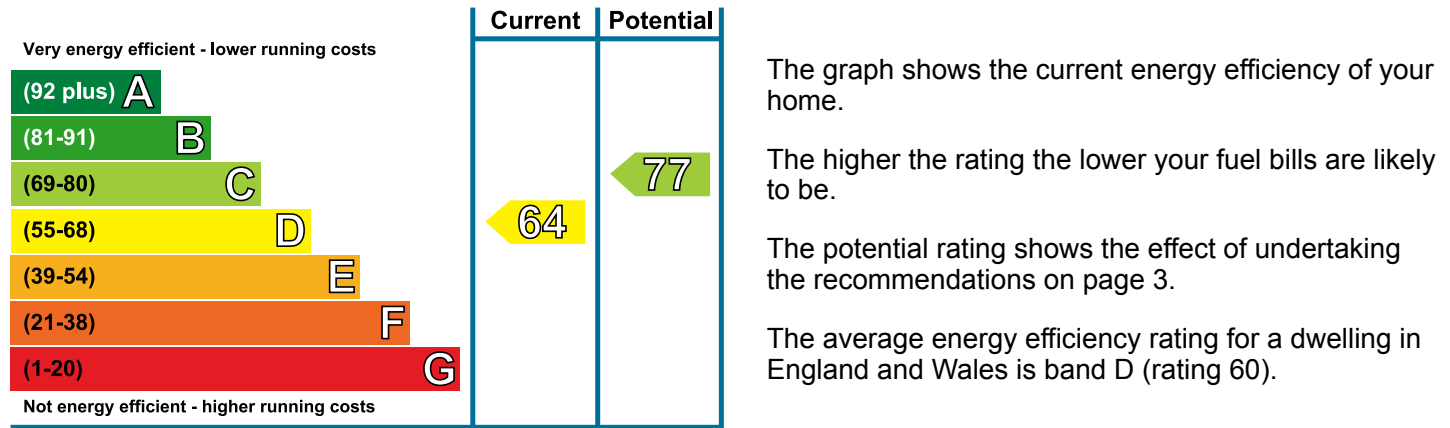 Current Potential
Very energy efficient - lower running costs
(92 plus) A
(81-91) B
(69-80) C
77
(55-68) D
64
(39-54) E
(21-38) F
(1-20) G
Not energy efficient - higher running costs
The graph shows the current energy efficiency of your
home.
The higher the rating the lower your fuel bills are likely
to be.
The potential rating shows the effect of undertaking
the recommendations on page 3.
The average energy efficiency rating for a dwelling in
England and Wales is band D (rating 60).